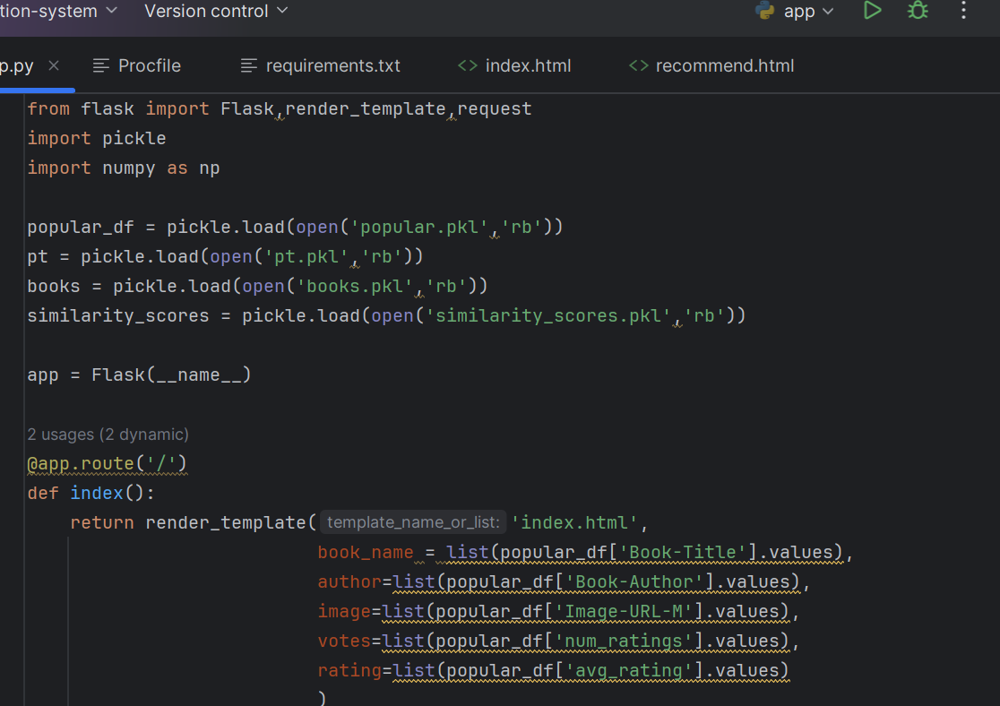 tion-system Version control app
p.py Procfile requirements.txt index.html recommend.html
from flask import Flask,render_template,request
import pickle
import numpy as np
popular_df = pickle.load(open('popular.pkl','rb'))
pt = pickle.load(open('pt.pkl','rb'))
books = pickle.load(open('books.pkl','rb'))
similarity_scores = pickle.load(open('similarity_scores.pkl','rb'))
app = Flask(__name__)
2 usages (2 dynamic)
@app.route('/')
def index():
    return render_template( template_name_or_list: 'index.html',
                           book_name = list(popular_df['Book-Title'].values),
                           author=list(popular_df['Book-Author'].values),
                           image=list(popular_df['Image-URL-M'].values),
                           votes=list(popular_df['num_ratings'].values),
                           rating=list(popular_df['avg_rating'].values)
                           )